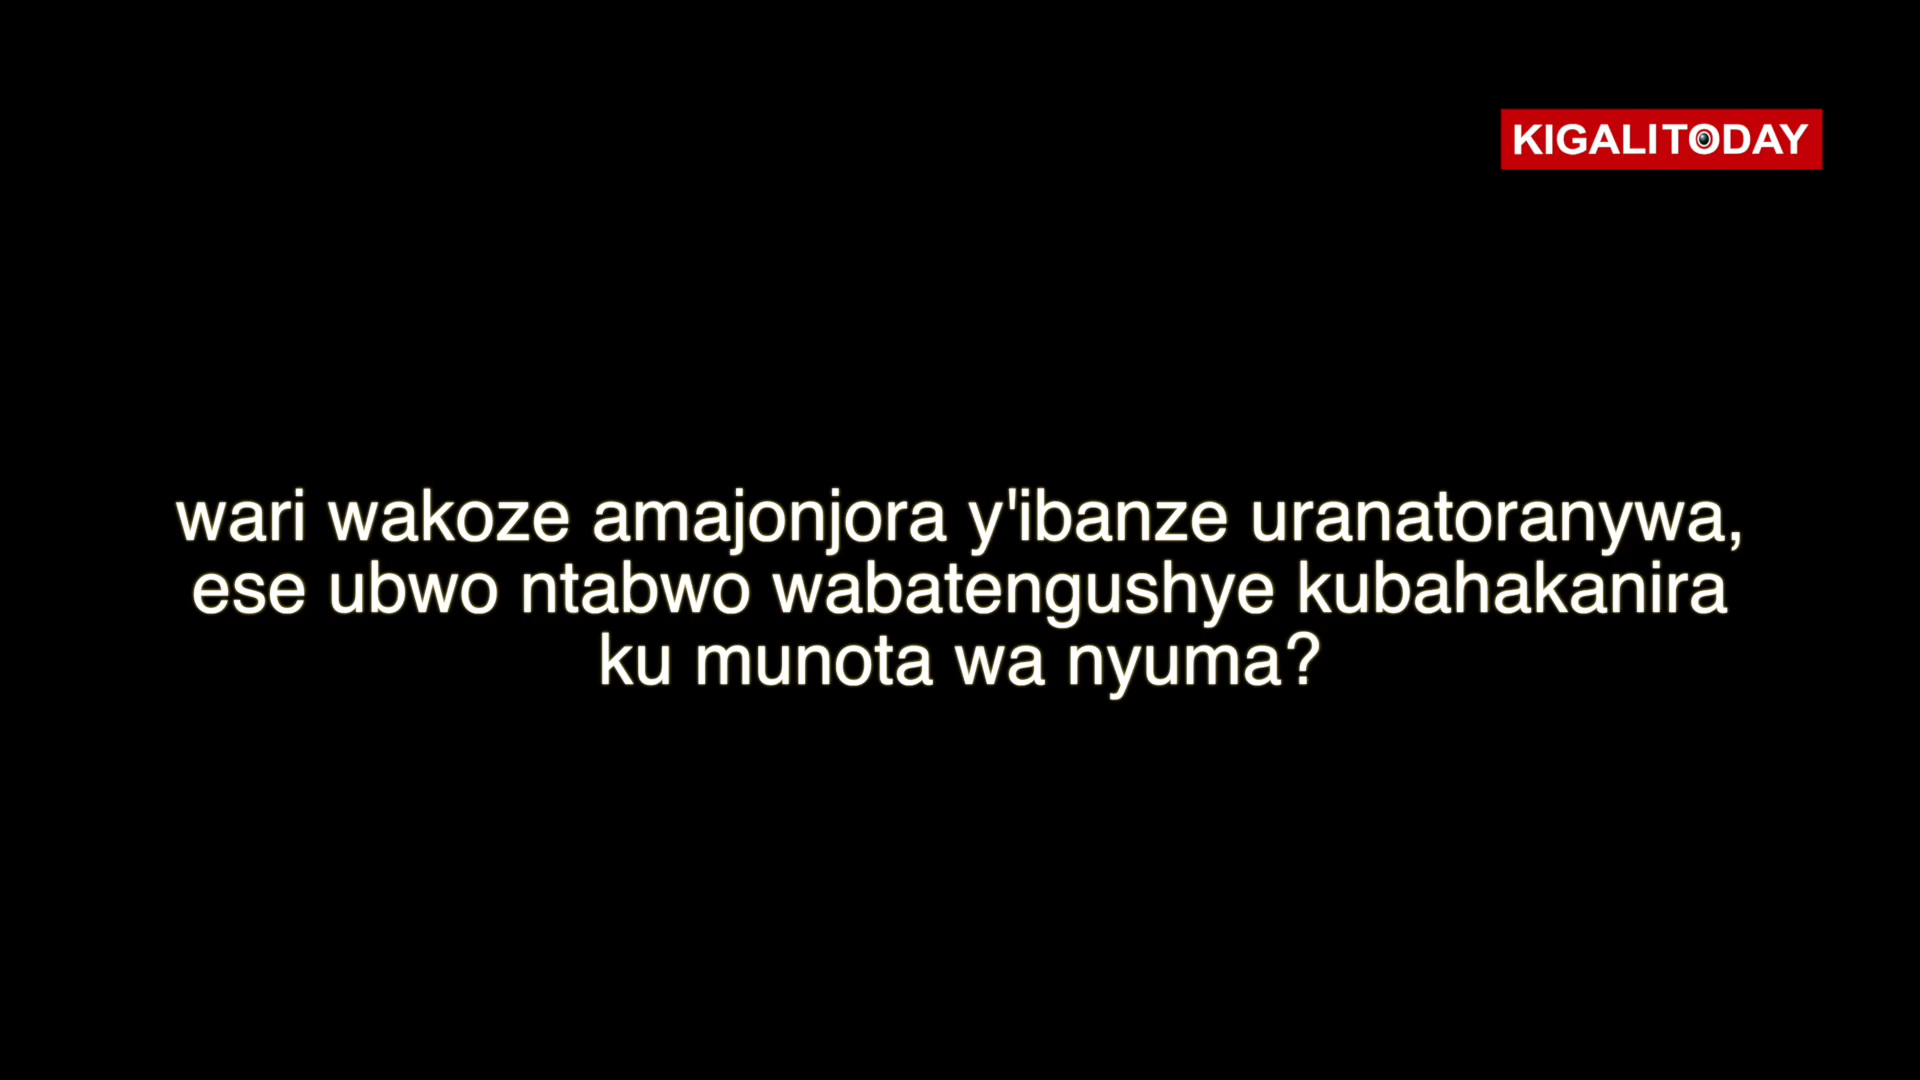 KIGALITODAY
wari wakoze amajonjora y'ibanze uranatoranywa,
ese ubwo ntabwo wabatengushye kubahakanira
ku munota wa nyuma?